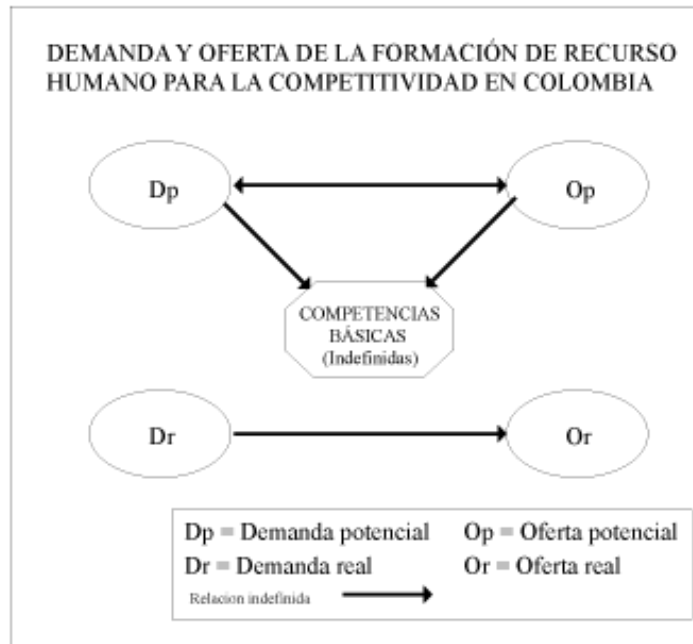 DEMANDA Y OFERTA DE LA FORMACIÓN DE RECURSO
HUMANO PARA LA COMPETITIVIDAD EN COLOMBIA
Dp
Op
COMPETENCIAS
BÁSICAS
(Indefinidas)
Dr
Or
Dp = Demanda potencial Op = Oferta potencial
Dr = Demanda real Or = Oferta real
Relacion indefinida